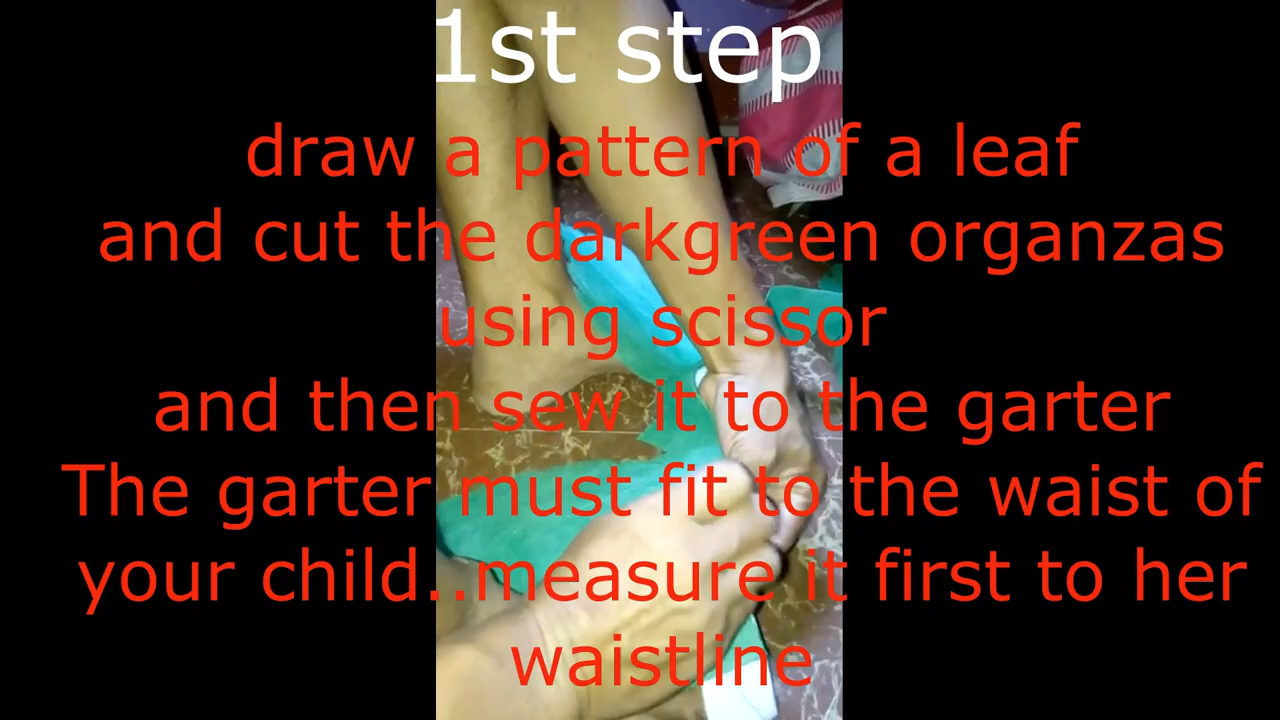 1st step
draw a pattern of a leaf
and cut the darkgreen organzas
using scissor
and then sew it to the garter
The garter must fit to the waist of
your child..measure it first to her
waistline